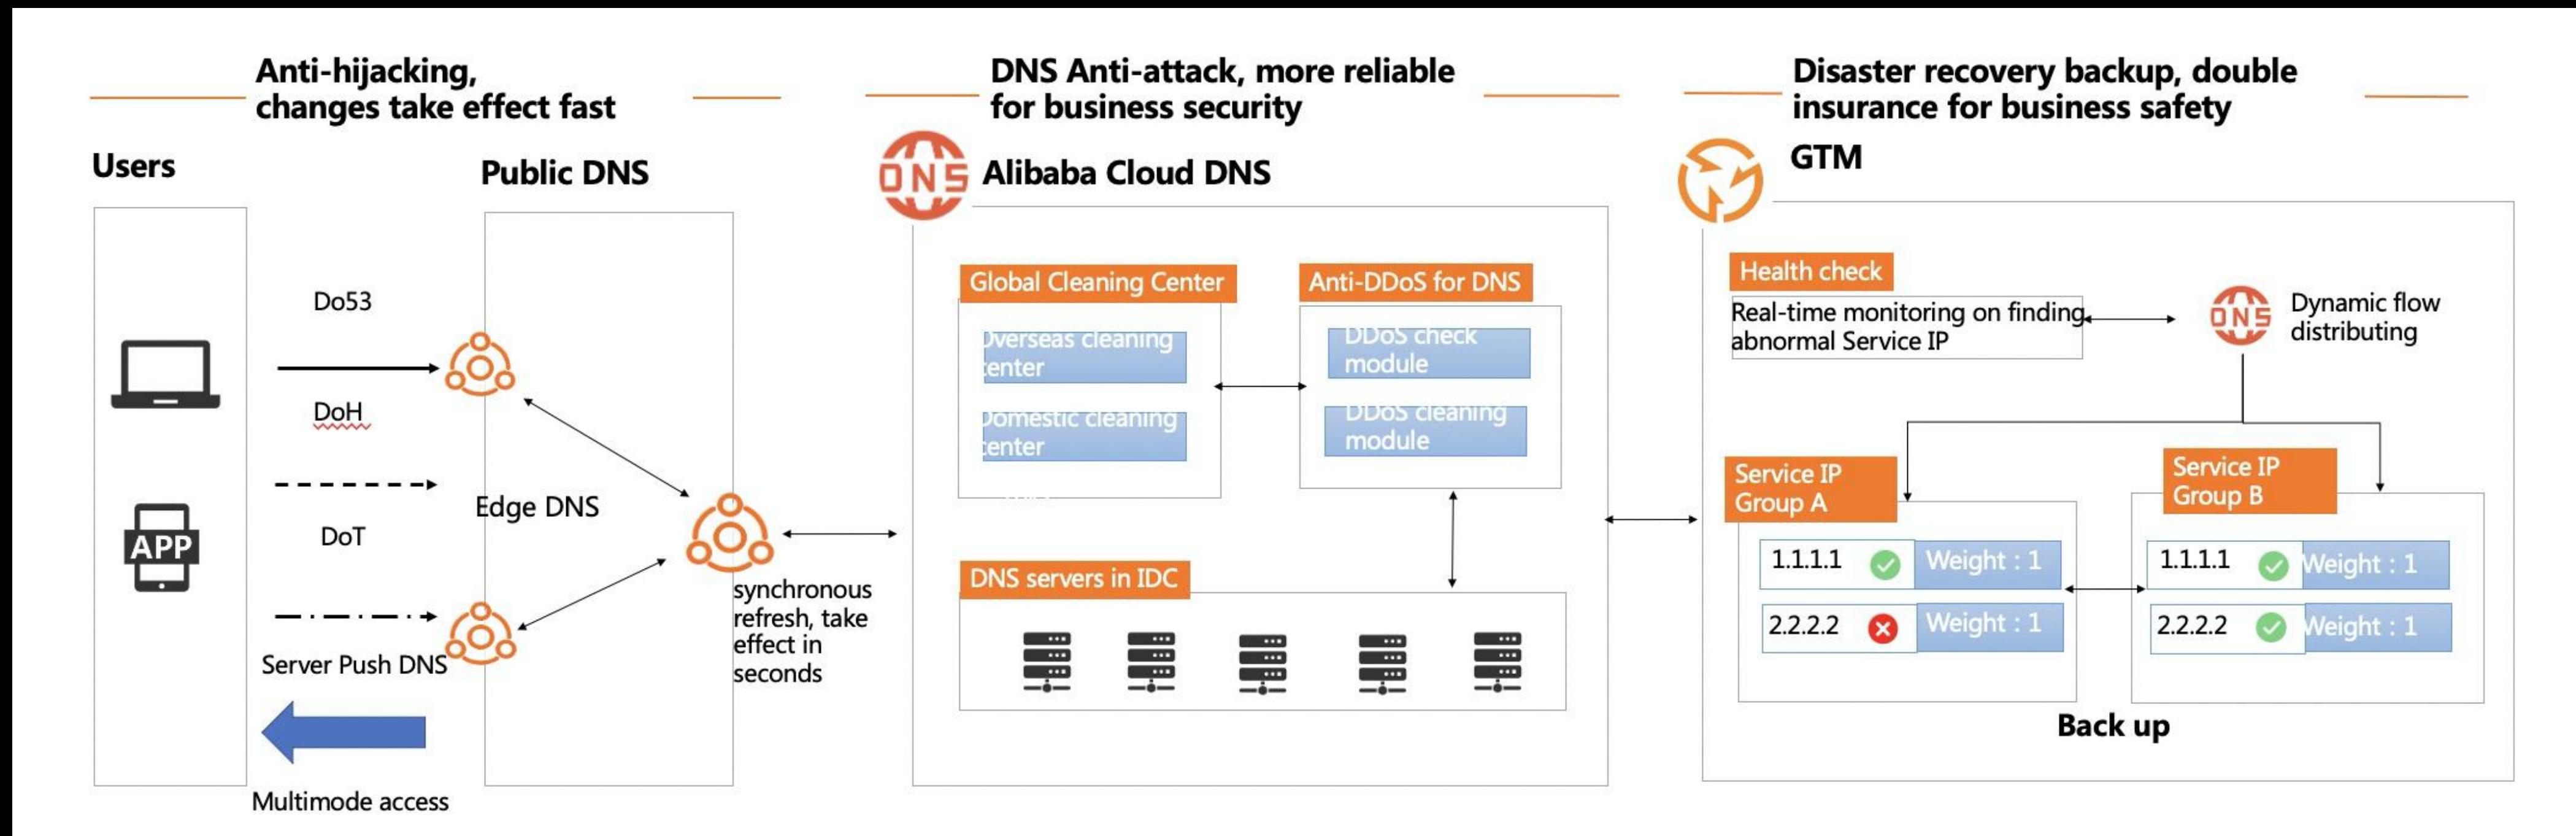 Anti-hijacking,
changes take effect fast
DNS Anti-attack, more reliable
for business security
Disaster recovery backup, double
insurance for business safety
Users
Public DNS
DNS
Alibaba Cloud DNS
GTM
Do53
DoH
DoT
Server Push DNS
Multimode access
APP
Edge DNS
synchronous
refresh, take
effect in
seconds
Global Cleaning Center
Overseas cleaning
center
Domestic cleaning
center
Anti-DDoS for DNS
DDoS check
module
DDoS cleaning
module
DNS servers in IDC
Health check
Real-time monitoring on finding
abnormal Service IP
DNS
Dynamic flow
distributing
Service IP
Group A
1.1.1.1
Weight : 1
2.2.2.2
Weight : 1
Service IP
Group B
1.1.1.1
Weight : 1
2.2.2.2
Weight : 1
Back up